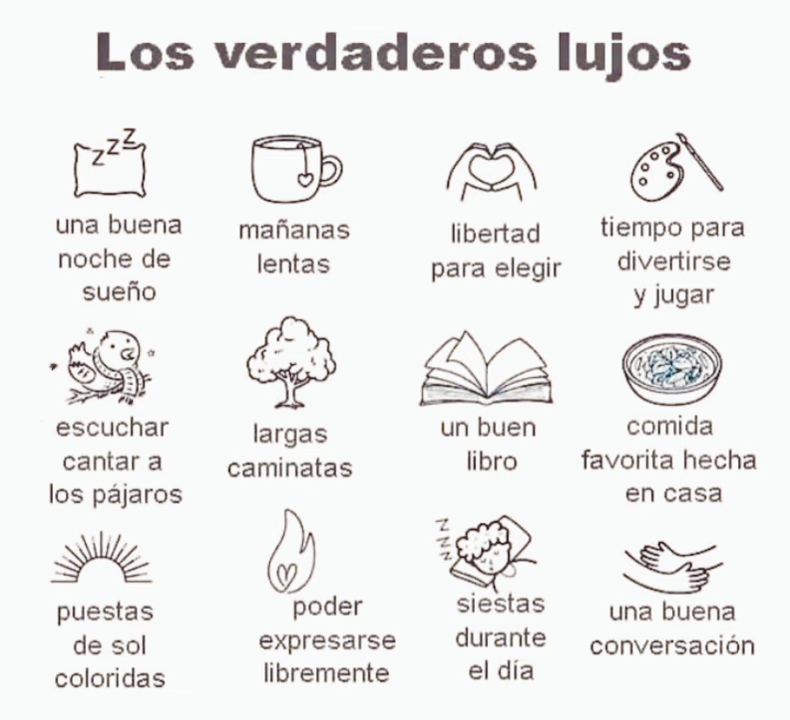 Los verdaderos lujos
z z z
una buena
noche de
sueño
mañanas
lentas
libertad
para elegir
tiempo para
divertirse
y jugar
escuchar
cantar a
los pájaros
largas
caminatas
un buen
libro
comida
favorita hecha
en casa
puestas
de sol
coloridas
poder
expresarse
libremente
z
z
z
siestas
durante
el día
una buena
conversación